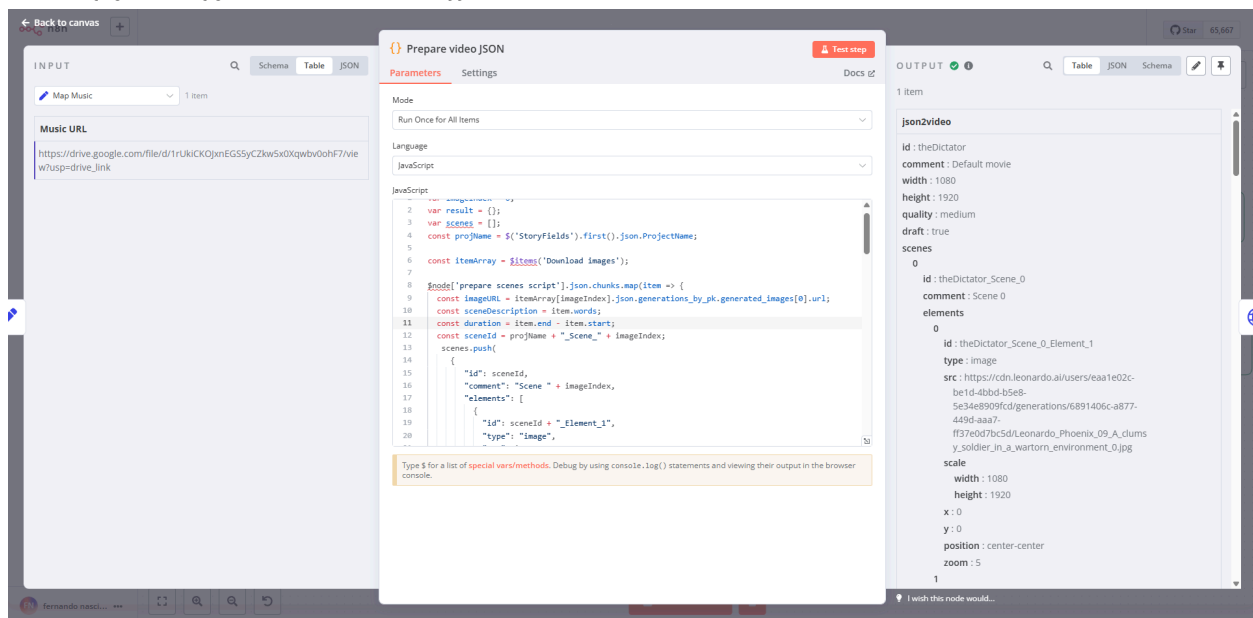 ← Back to canvas
n8n
+
Star 65,667
INPUT
Schema Table JSON
Map Music
1 item
Music URL
https://drive.google.com/file/d/1rUkiCKOJxnEGS5yCZkw5x0Xqwbv0ohF7/vie
w?usp=drive_link
{} Prepare video JSON
Test step
Parameters Settings
Docs
Mode
Run Once for All Items
Language
JavaScript
JavaScript
1 var imageIndex = 0;
2 var result = {};
3 var scenes = [];
4 const projName = $('StoryFields').first().json.ProjectName;
5
6 const itemArray = $items('Download images');
7
8 $node['prepare scenes script'].json.chunks.map(item => {
9 const imageURL = itemArray[imageIndex].json.generations_by_pk.generated_images[0].url;
10 const sceneDescription = item.words;
11 const duration = item.end - item.start;
12 const sceneId = projName + "_Scene_" + imageIndex;
13 scenes.push(
14 {
15 "id": sceneId,
16 "comment": "Scene " + imageIndex,
17 "elements": [
18 {
19 "id": sceneId + "_Element_1",
20 "type": "image",
Type $ for a list of special vars/methods. Debug by using console.log() statements and viewing their output in the browser
console.
OUTPUT
Table JSON Schema
1 item
json2video
id : theDictator
comment : Default movie
width : 1080
height : 1920
quality : medium
draft : true
scenes
0
id : theDictator_Scene_0
comment : Scene 0
elements
0
id : theDictator_Scene_0_Element_1
type : image
src : https://cdn.leonardo.ai/users/eaa1e02c-
be1d-4bbd-b5e8-
5e34e8909fcd/generations/6891406c-a877-
449d-aaa7-
ff37e0d7bc5d/Leonardo_Phoenix_09_A_clums
y_soldier_in_a_wartorn_environment_0.jpg
scale
width : 1080
height : 1920
x : 0
y : 0
position : center-center
zoom : 5
1
I wish this node would...
fernando nasci... •••